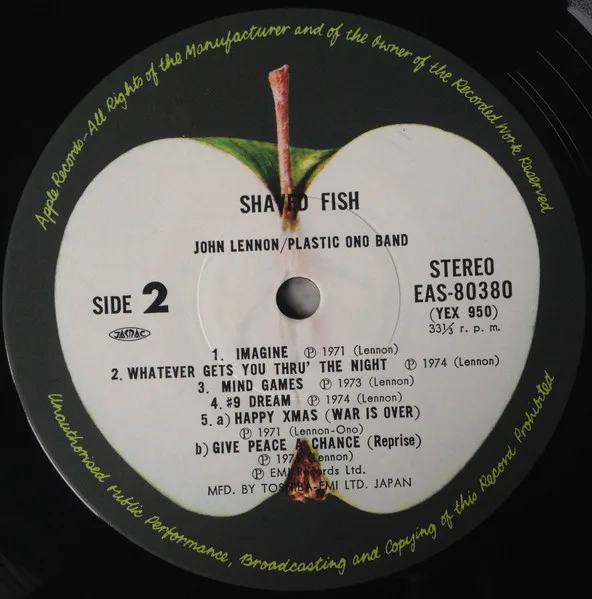 Apple Records-All Rights of the Manufacturer and of the Owner of the Recorded Work Reserved
SHAVED FISH
JOHN LENNON/PLASTIC ONO BAND
STEREO
EAS-80380
(YEX 950)
33⅓ r. p. m.
SIDE 2
JASRAC
1. IMAGINE ℗ 1971 (Lennon)
2. WHATEVER GETS YOU THRU' THE NIGHT ℗ 1974 (Lennon)
3. MIND GAMES ℗ 1973 (Lennon)
4. #9 DREAM ℗ 1974 (Lennon)
5. a) HAPPY XMAS (WAR IS OVER)
℗ 1971 (Lennon-Ono)
b) GIVE PEACE A CHANCE (Reprise)
℗ (Lennon)
℗ EMI Records Ltd.
MFD. BY TOSHIBA-EMI LTD. JAPAN
Unauthorised Public Performance, Broadcasting and Copying of this Record Prohibited